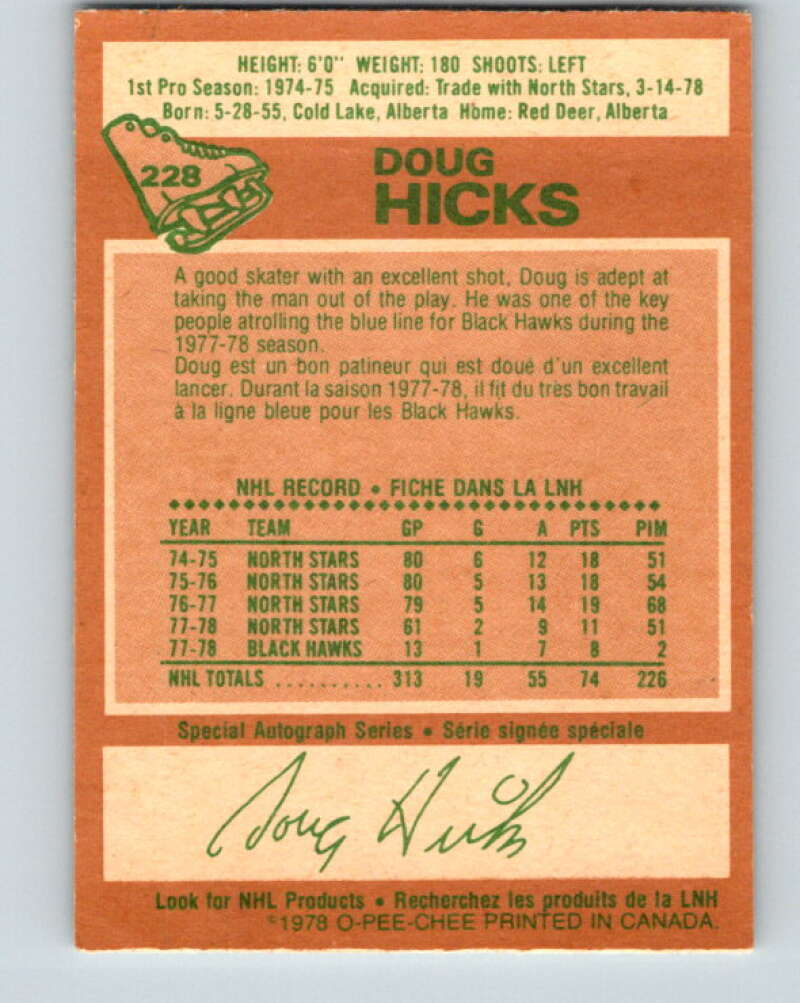 HEIGHT: 6'0" WEIGHT: 180 SHOOTS: LEFT
1st Pro Season: 1974-75 Acquired: Trade with North Stars, 3-14-78
Born: 5-28-55, Cold Lake, Alberta Home: Red Deer, Alberta
228
DOUG
HICKS
A good skater with an excellent shot, Doug is adept at
taking the man out of the play. He was one of the key
people atrolling the blue line for Black Hawks during the
1977-78 season.
Doug est un bon patineur qui est doué d'un excellent
lancer. Durant la saison 1977-78, il fit du très bon travail
à la ligne bleue pour les Black Hawks.
NHL RECORD • FICHE DANS LA LNH
YEAR TEAM GP G A PTS PIM
74-75 NORTH STARS 80 6 12 18 51
75-76 NORTH STARS 80 5 13 18 54
76-77 NORTH STARS 79 5 14 19 68
77-78 NORTH STARS 61 2 9 11 51
77-78 BLACK HAWKS 13 1 7 8 2
NHL TOTALS .......... 313 19 55 74 226
Special Autograph Series • Série signée spéciale
Doug Hicks
Look for NHL Products • Recherchez les produits de la LNH
©1978 O-PEE-CHEE PRINTED IN CANADA.